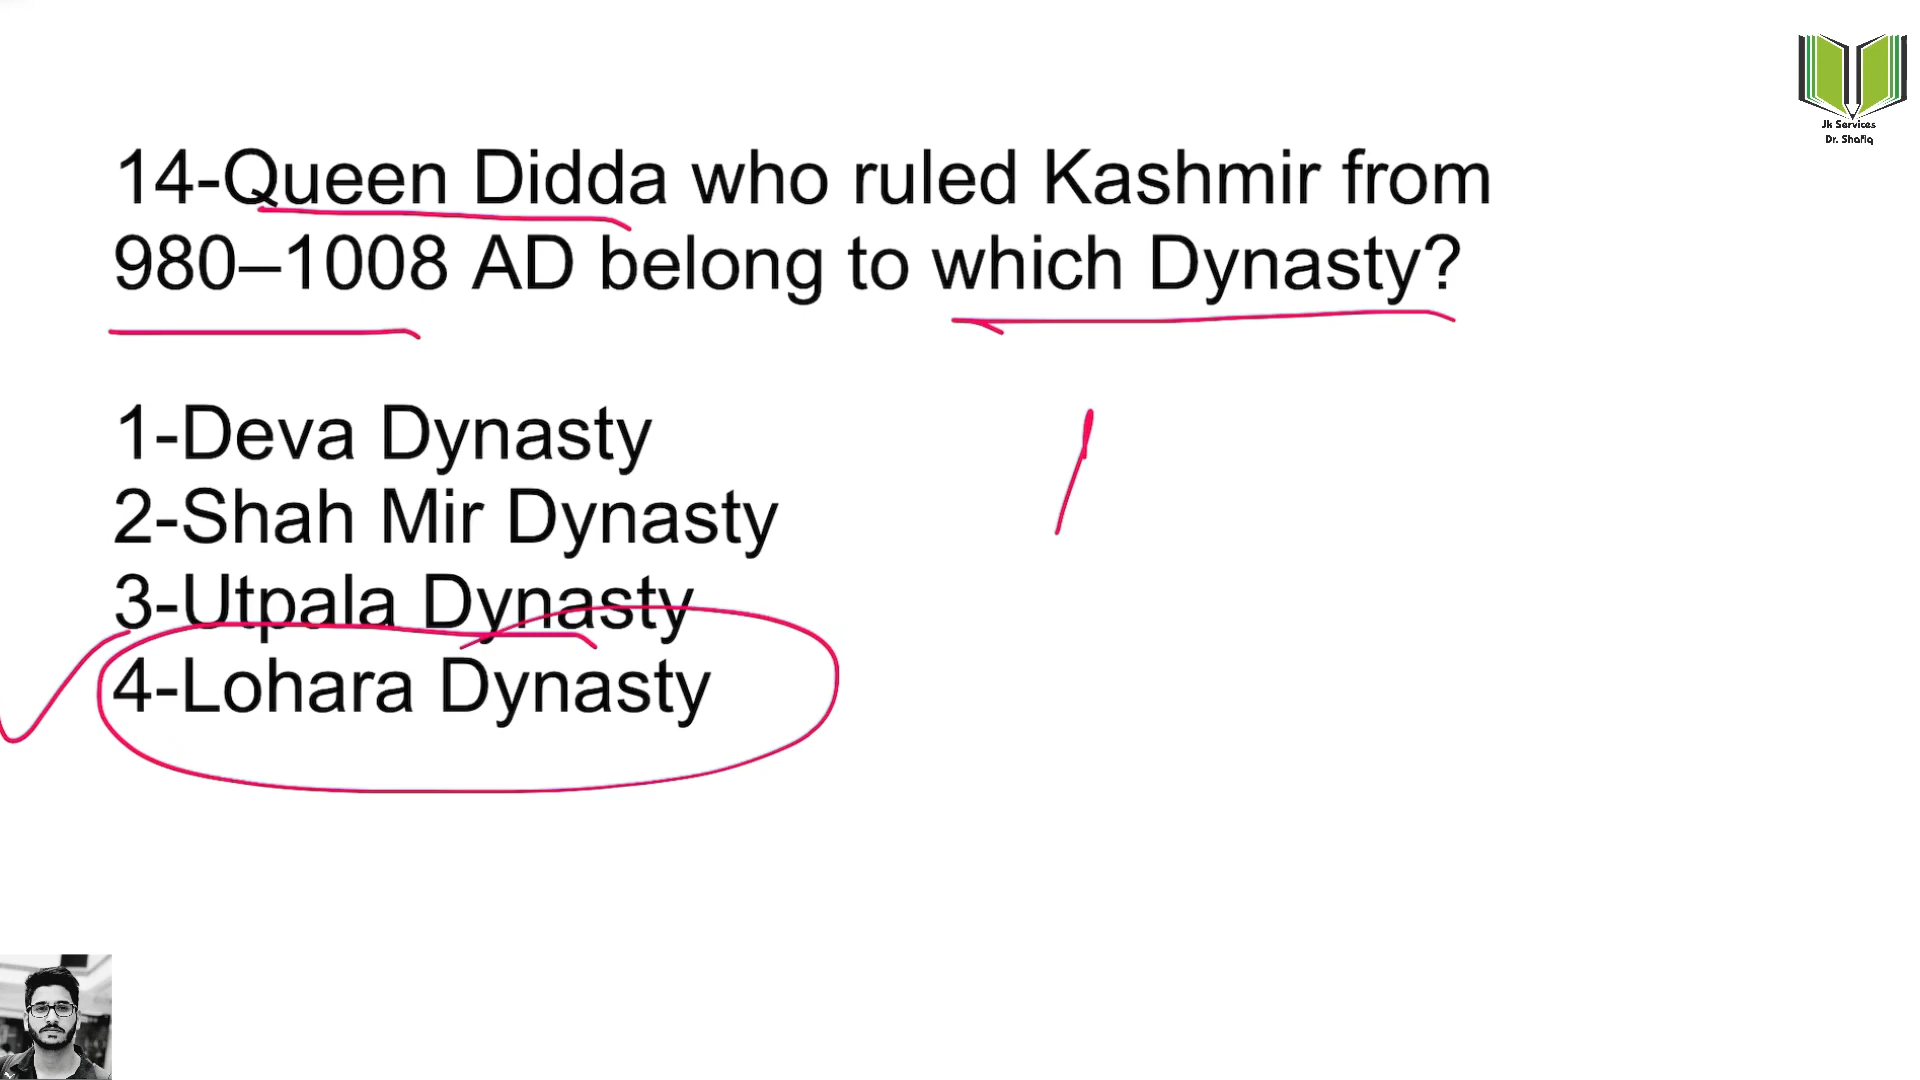 Jk Services
Dr. Shafiq
14-Queen Didda who ruled Kashmir from
980–1008 AD belong to which Dynasty?
1-Deva Dynasty
2-Shah Mir Dynasty
3-Utpala Dynasty
4-Lohara Dynasty